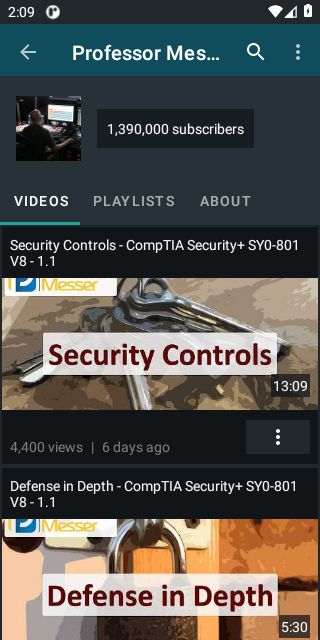 2:09
Professor Mes...
1,390,000 subscribers
VIDEOS
PLAYLISTS
ABOUT
Security Controls - CompTIA Security+ SY0-801
V8 - 1.1
Messer
Security Controls
13:09
4,400 views | 6 days ago
Defense in Depth - CompTIA Security+ SY0-801
V8 - 1.1
Messer
Defense in Depth
5:30